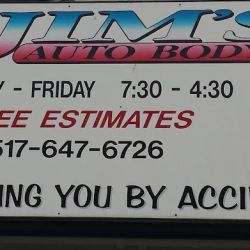 JIM'S
AUTO BODY
Y - FRIDAY 7:30 - 4:30
EE ESTIMATES
517-647-6726
ING YOU BY ACCI